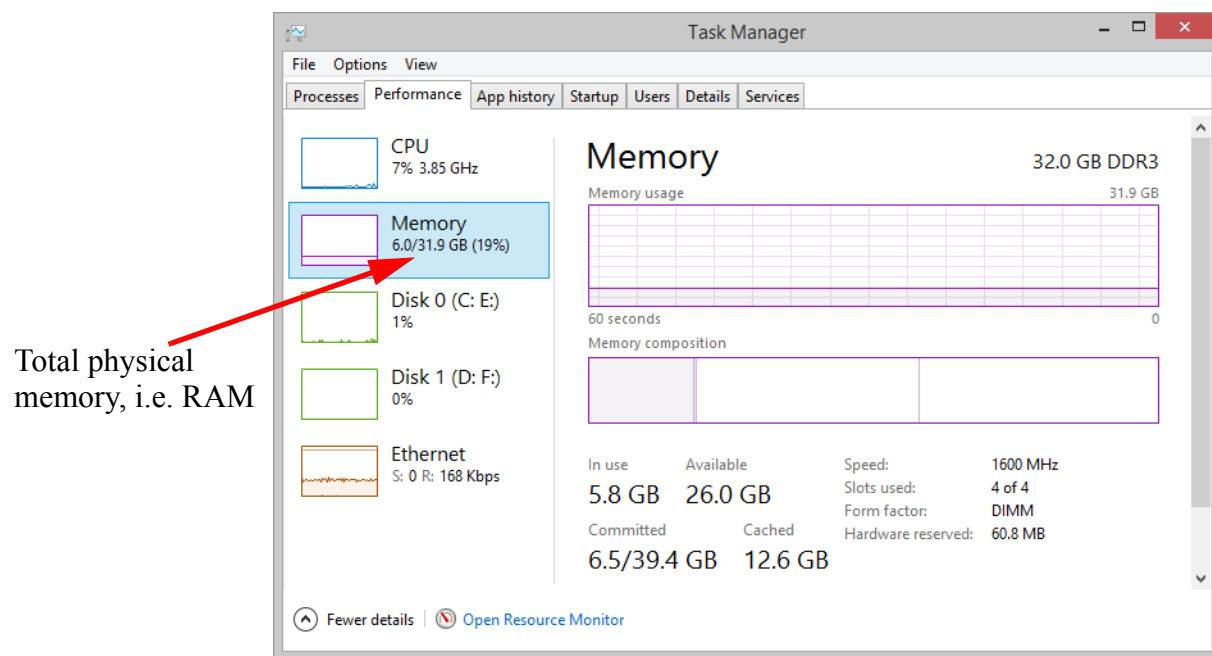 Task Manager
File Options View
Processes Performance App history Startup Users Details Services
CPU
7% 3.85 GHz
Memory
6.0/31.9 GB (19%)
Disk 0 (C: E:)
1%
Disk 1 (D: F:)
0%
Ethernet
S: 0 R: 168 Kbps
Total physical
memory, i.e. RAM
Memory 32.0 GB DDR3
Memory usage 31.9 GB
60 seconds 0
Memory composition
In use Available
5.8 GB 26.0 GB
Committed Cached
6.5/39.4 GB 12.6 GB
Speed: 1600 MHz
Slots used: 4 of 4
Form factor: DIMM
Hardware reserved: 60.8 MB
Fewer details Open Resource Monitor